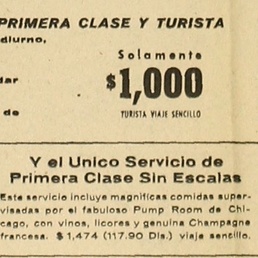 PRIMERA CLASE Y TURISTA
diurno,
Solamente
dar
$1,000
de
TURISTA VIAJE SENCILLO
Y el Unico Servicio de
Primera Clase Sin Escalas
Este servicio incluye magníficas comidas super-
visadas por el fabuloso Pump Room de Chi-
cago, con vinos, licores y genuina Champagne
francesa. $ 1,474 (117.90 Dls.) viaje sencillo.